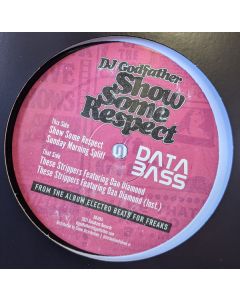 DJ Godfather
Show
Some
Respect
This Side
Show Some Respect
Sunday Morning Spliff
DATA
BASS
That Side
These Strippers Featuring Dan Diamond
These Strippers Featuring Dan Diamond (Inst.)
FROM THE ALBUM ELECTRO BEATS FOR FREAKS